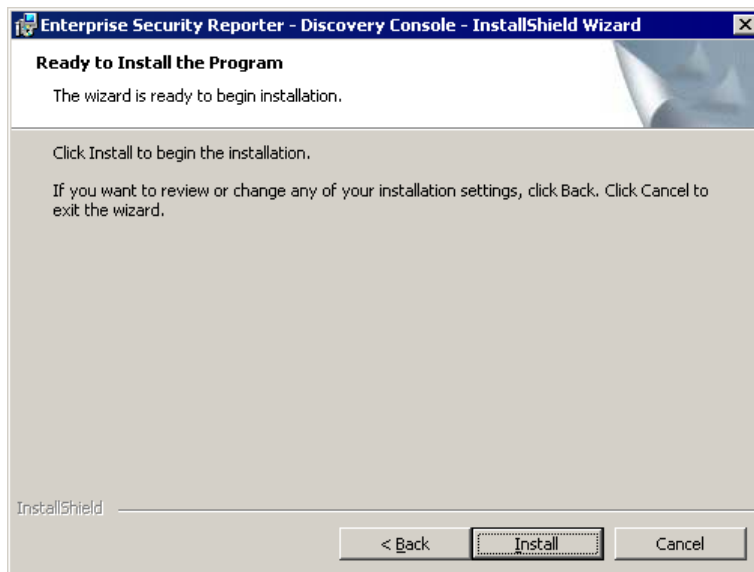 Enterprise Security Reporter - Discovery Console - InstallShield Wizard
Ready to Install the Program
The wizard is ready to begin installation.
Click Install to begin the installation.
If you want to review or change any of your installation settings, click Back. Click Cancel to
exit the wizard.
InstallShield
< Back Install Cancel